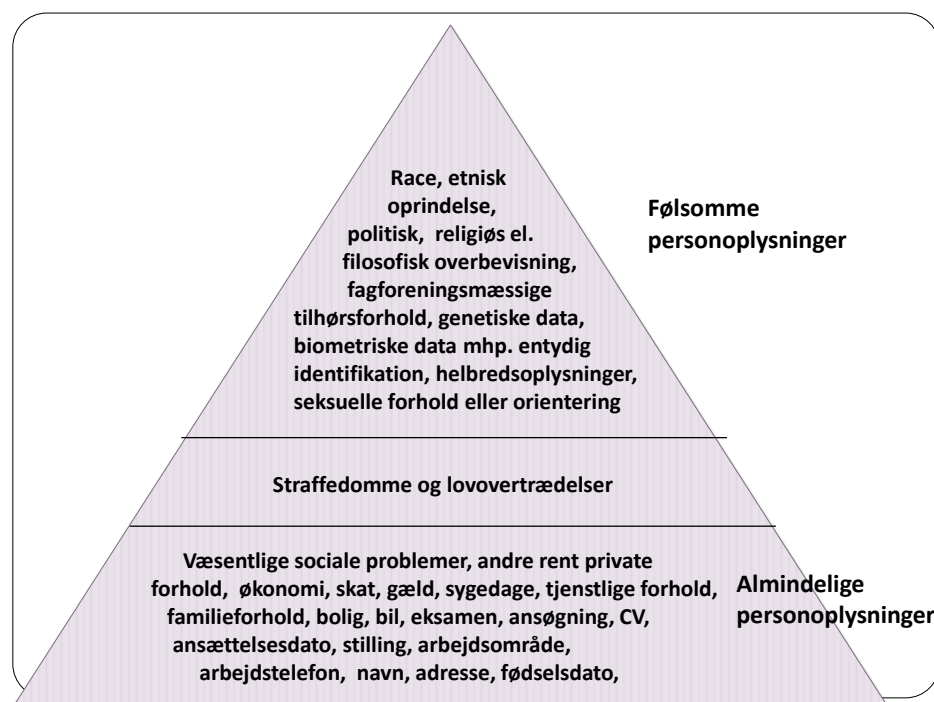 Race, etnisk
oprindelse,
politisk, religiøs el.
filosofisk overbevisning,
fagforeningsmæssige
tilhørsforhold, genetiske data,
biometriske data mhp. entydig
identifikation, helbredsoplysninger,
seksuelle forhold eller orientering
Følsomme
personoplysninger
Straffedomme og lovovertrædelser
Væsentlige sociale problemer, andre rent private
forhold, økonomi, skat, gæld, sygedage, tjenstlige forhold,
familieforhold, bolig, bil, eksamen, ansøgning, CV,
ansættelsesdato, stilling, arbejdsområde,
arbejdstelefon, navn, adresse, fødselsdato,
Almindelige
personoplysninger